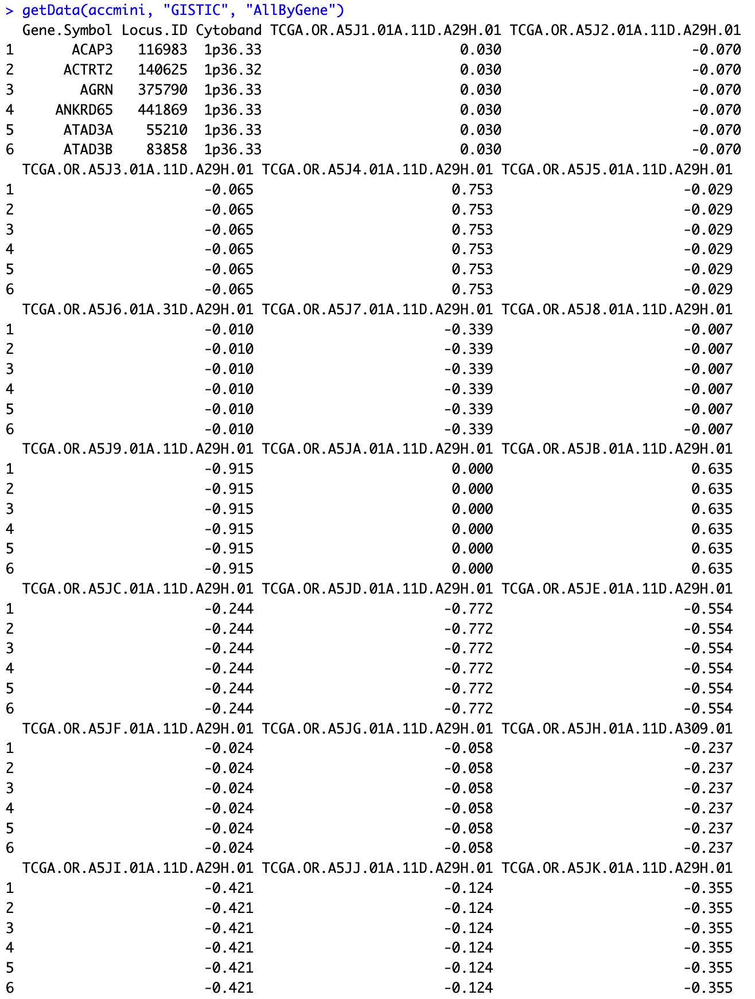 > getData(accmini, "GISTIC", "AllByGene")
  Gene.Symbol Locus.ID Cytoband TCGA.OR.A5J1.01A.11D.A29H.01 TCGA.OR.A5J2.01A.11D.A29H.01
1       ACAP3   116983  1p36.33                        0.030                       -0.070
2      ACTRT2   140625  1p36.32                        0.030                       -0.070
3        AGRN   375790  1p36.33                        0.030                       -0.070
4     ANKRD65   441869  1p36.33                        0.030                       -0.070
5      ATAD3A    55210  1p36.33                        0.030                       -0.070
6      ATAD3B    83858  1p36.33                        0.030                       -0.070
  TCGA.OR.A5J3.01A.11D.A29H.01 TCGA.OR.A5J4.01A.11D.A29H.01 TCGA.OR.A5J5.01A.11D.A29H.01
1                       -0.065                        0.753                       -0.029
2                       -0.065                        0.753                       -0.029
3                       -0.065                        0.753                       -0.029
4                       -0.065                        0.753                       -0.029
5                       -0.065                        0.753                       -0.029
6                       -0.065                        0.753                       -0.029
  TCGA.OR.A5J6.01A.31D.A29H.01 TCGA.OR.A5J7.01A.11D.A29H.01 TCGA.OR.A5J8.01A.11D.A29H.01
1                       -0.010                       -0.339                       -0.007
2                       -0.010                       -0.339                       -0.007
3                       -0.010                       -0.339                       -0.007
4                       -0.010                       -0.339                       -0.007
5                       -0.010                       -0.339                       -0.007
6                       -0.010                       -0.339                       -0.007
  TCGA.OR.A5J9.01A.11D.A29H.01 TCGA.OR.A5JA.01A.11D.A29H.01 TCGA.OR.A5JB.01A.11D.A29H.01
1                       -0.915                        0.000                        0.635
2                       -0.915                        0.000                        0.635
3                       -0.915                        0.000                        0.635
4                       -0.915                        0.000                        0.635
5                       -0.915                        0.000                        0.635
6                       -0.915                        0.000                        0.635
  TCGA.OR.A5JC.01A.11D.A29H.01 TCGA.OR.A5JD.01A.11D.A29H.01 TCGA.OR.A5JE.01A.11D.A29H.01
1                       -0.244                       -0.772                       -0.554
2                       -0.244                       -0.772                       -0.554
3                       -0.244                       -0.772                       -0.554
4                       -0.244                       -0.772                       -0.554
5                       -0.244                       -0.772                       -0.554
6                       -0.244                       -0.772                       -0.554
  TCGA.OR.A5JF.01A.11D.A29H.01 TCGA.OR.A5JG.01A.11D.A29H.01 TCGA.OR.A5JH.01A.11D.A309.01
1                       -0.024                       -0.058                       -0.237
2                       -0.024                       -0.058                       -0.237
3                       -0.024                       -0.058                       -0.237
4                       -0.024                       -0.058                       -0.237
5                       -0.024                       -0.058                       -0.237
6                       -0.024                       -0.058                       -0.237
  TCGA.OR.A5JI.01A.11D.A29H.01 TCGA.OR.A5JJ.01A.11D.A29H.01 TCGA.OR.A5JK.01A.11D.A29H.01
1                       -0.421                       -0.124                       -0.355
2                       -0.421                       -0.124                       -0.355
3                       -0.421                       -0.124                       -0.355
4                       -0.421                       -0.124                       -0.355
5                       -0.421                       -0.124                       -0.355
6                       -0.421                       -0.124                       -0.355